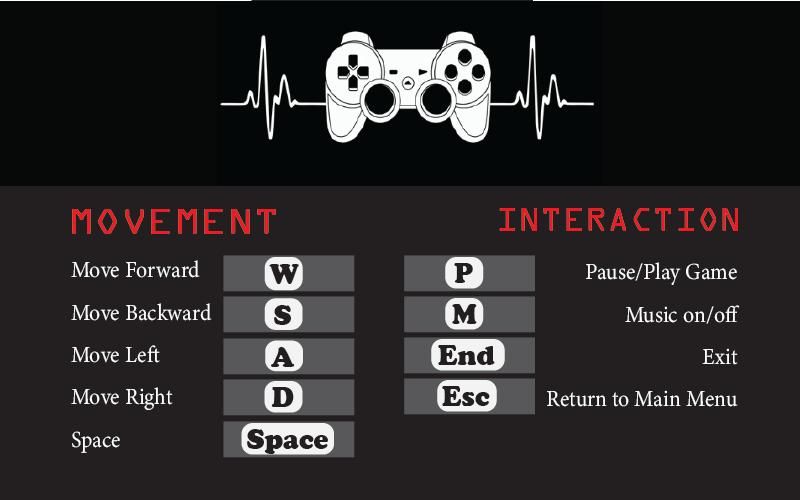 MOVEMENT
Move Forward W
Move Backward S
Move Left A
Move Right D
Space Space
INTERACTION
P Pause/Play Game
M Music on/off
End Exit
Esc Return to Main Menu